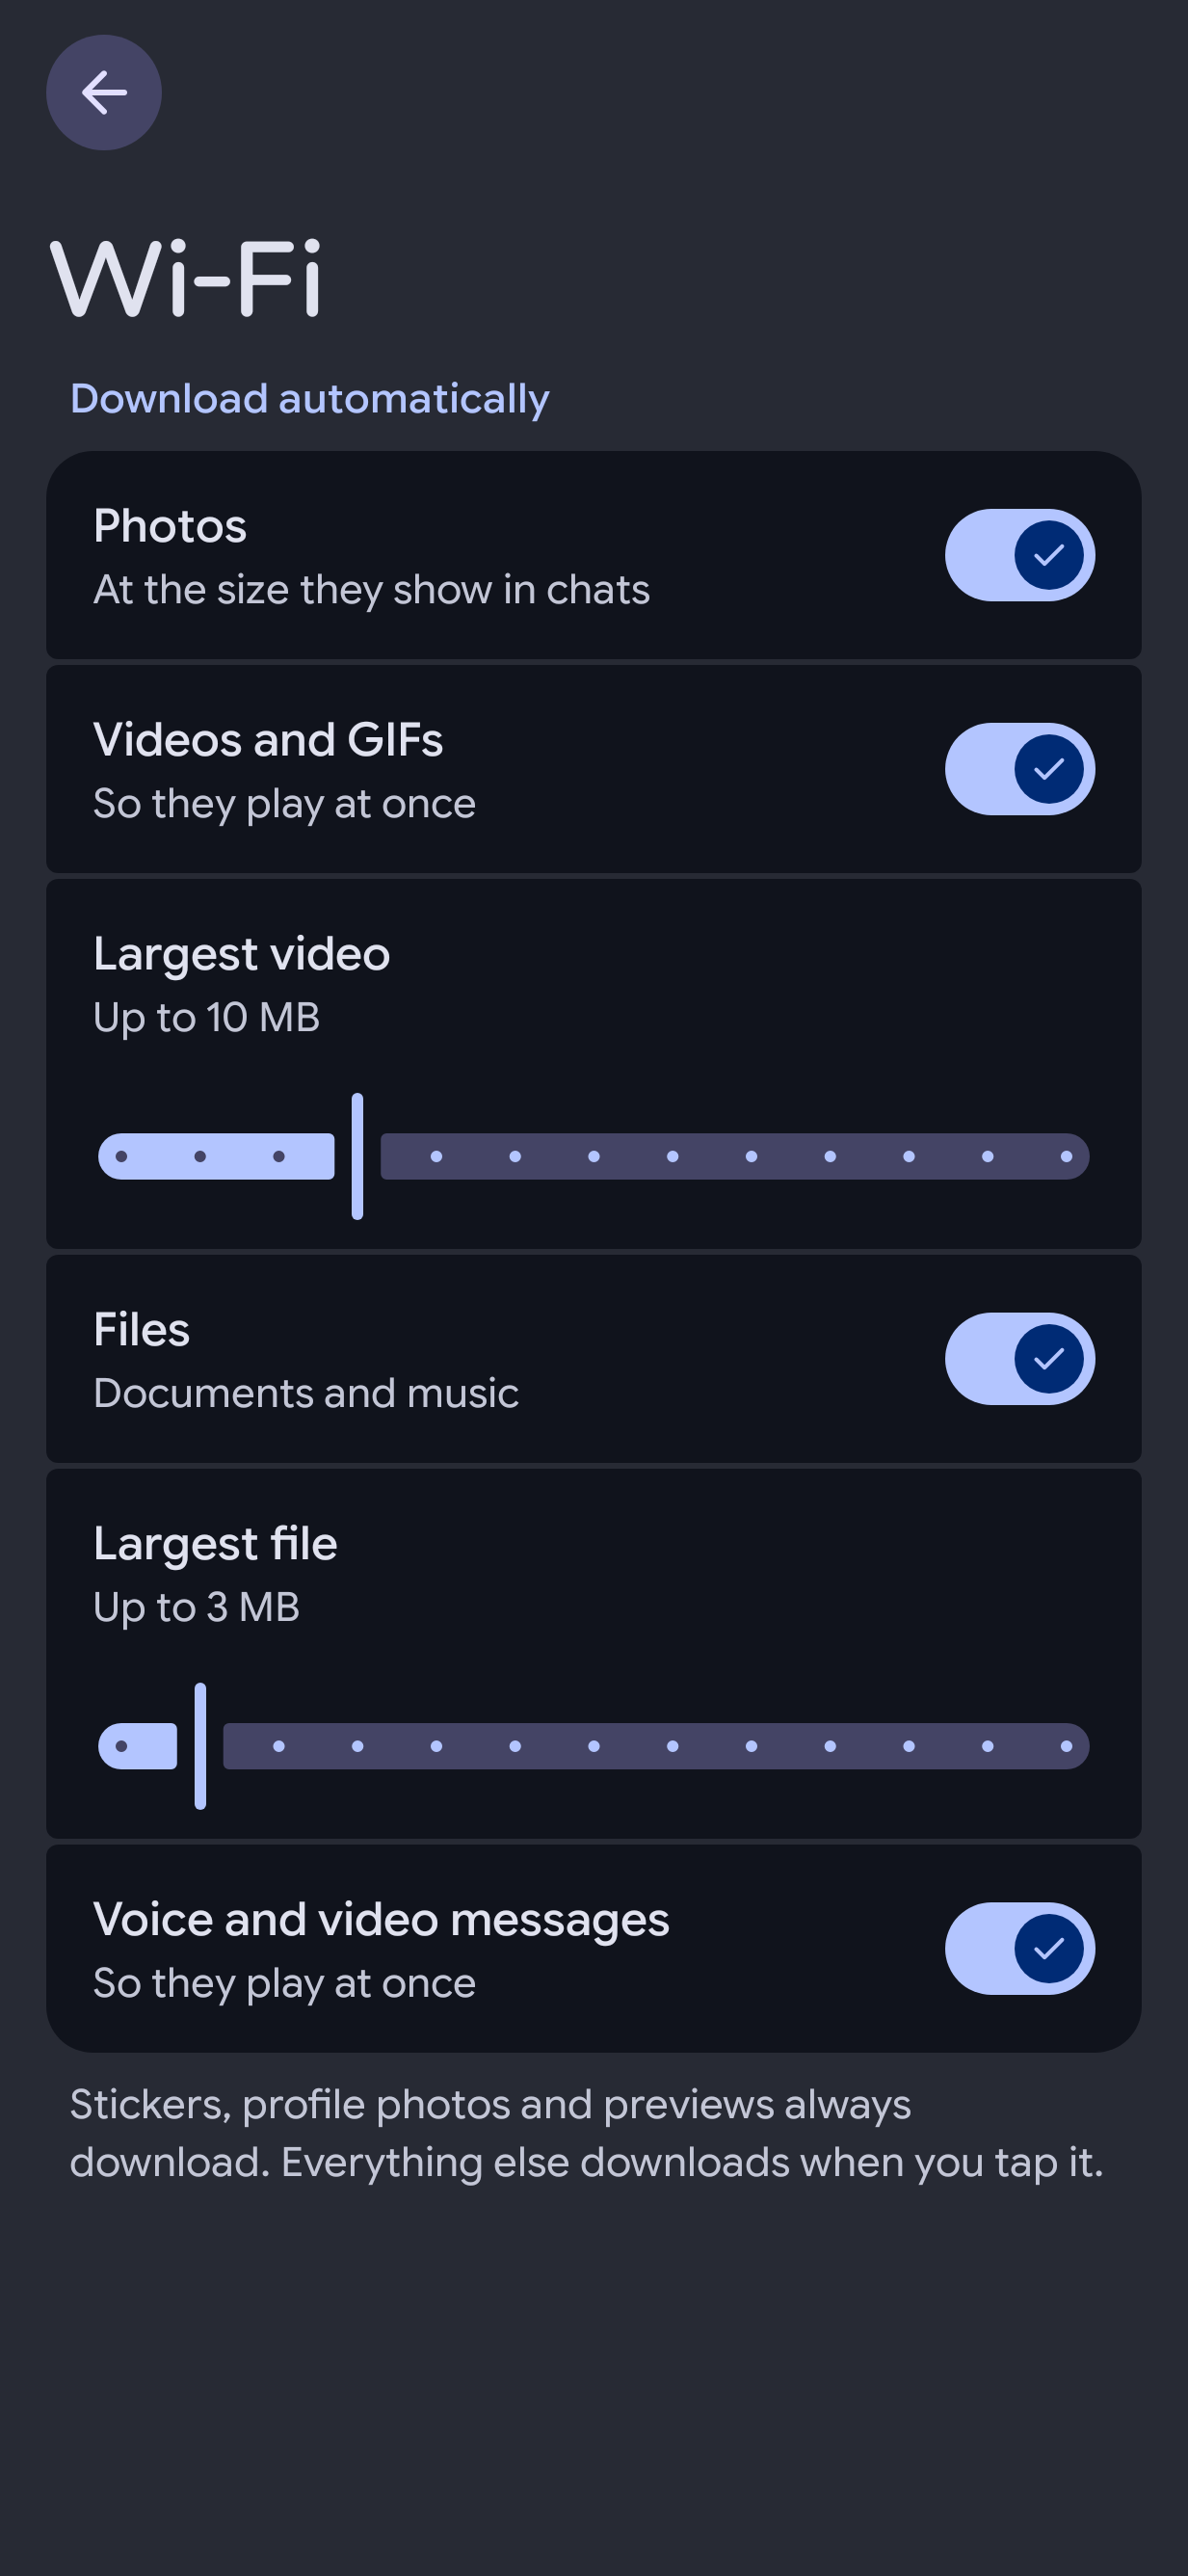 Wi-Fi
Download automatically
Photos
At the size they show in chats
Videos and GIFs
So they play at once
Largest video
Up to 10 MB
Files
Documents and music
Largest file
Up to 3 MB
Voice and video messages
So they play at once
Stickers, profile photos and previews always
download. Everything else downloads when you tap it.